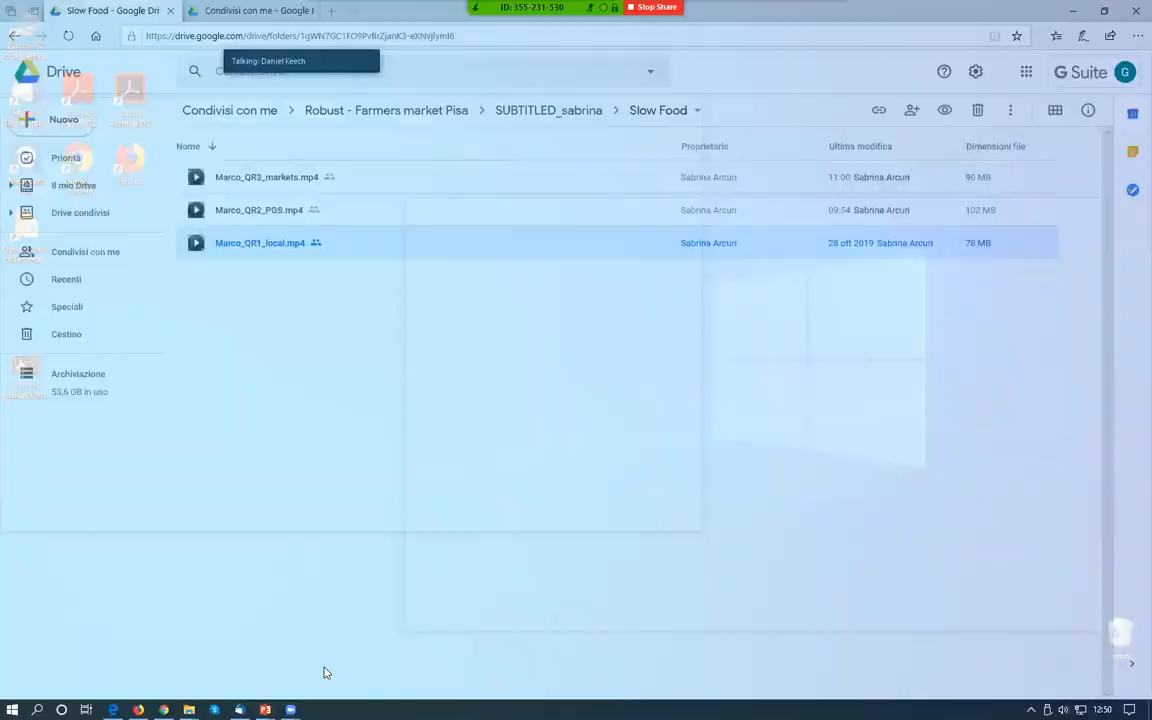 Slow Food - Google Dri
Condivisi con me - Google
ID: 355-231-530
Stop Share
https://drive.google.com/drive/folders/1gWN7GC1FO9PvBrZjanK3-eXNvjlymI6
Talking: Daniel Keech
Drive
G Suite
G
Condivisi con me
Robust - Farmers market Pisa
SUBTITLED_sabrina
Slow Food
Nuovo
Nome
Proprietario
Ultima modifica
Dimensioni file
Priorità
Marco_QR3_markets.mp4
Sabrina Arcuri
11:00 Sabrina Arcuri
90 MB
Il mio Drive
Marco_QR2_PGS.mp4
Sabrina Arcuri
09:54 Sabrina Arcuri
102 MB
Drive condivisi
Marco_QR1_local.mp4
Sabrina Arcuri
28 ott 2019 Sabrina Arcuri
78 MB
Condivisi con me
Recenti
Speciali
Cestino
Archiviazione
53,6 GB in uso
12:50